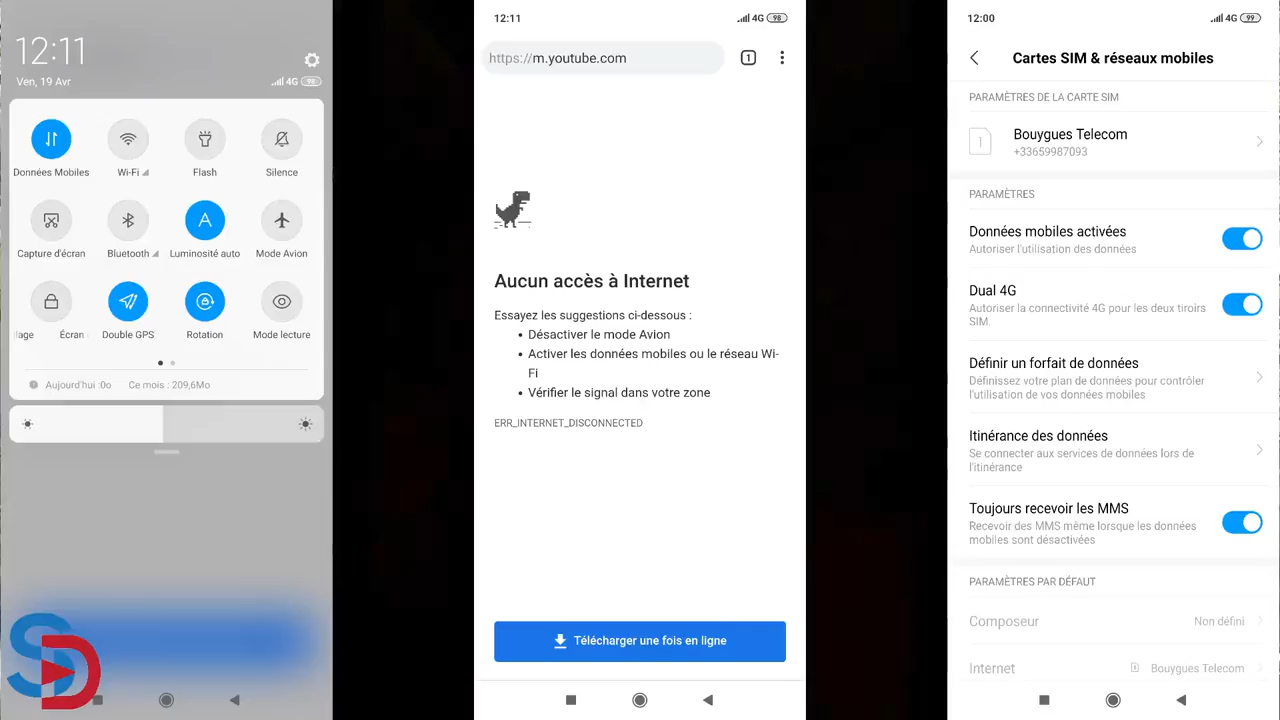 12:11
Ven, 19 Avr
4G 98
Données Mobiles
Wi-Fi
Flash
Silence
Capture d'écran
Bluetooth
Luminosité auto
Mode Avion
lage
Écran
Double GPS
Rotation
Mode lecture
Aujourd'hui :0o
Ce mois : 209,6Mo
SD
12:11
4G 98
https://m.youtube.com
1
Aucun accès à Internet
Essayez les suggestions ci-dessous :
• Désactiver le mode Avion
• Activer les données mobiles ou le réseau Wi-
Fi
• Vérifier le signal dans votre zone
ERR_INTERNET_DISCONNECTED
Télécharger une fois en ligne
12:00
4G 99
Cartes SIM & réseaux mobiles
PARAMÈTRES DE LA CARTE SIM
1
Bouygues Telecom
+33659987093
PARAMÈTRES
Données mobiles activées
Autoriser l'utilisation des données
Dual 4G
Autoriser la connectivité 4G pour les deux tiroirs
SIM.
Définir un forfait de données
Définissez votre plan de données pour contrôler
l'utilisation de vos données mobiles
Itinérance des données
Se connecter aux services de données lors de
l'itinérance
Toujours recevoir les MMS
Recevoir des MMS même lorsque les données
mobiles sont désactivées
PARAMÈTRES PAR DÉFAUT
Composeur
Non défini
Internet
Bouygues Telecom